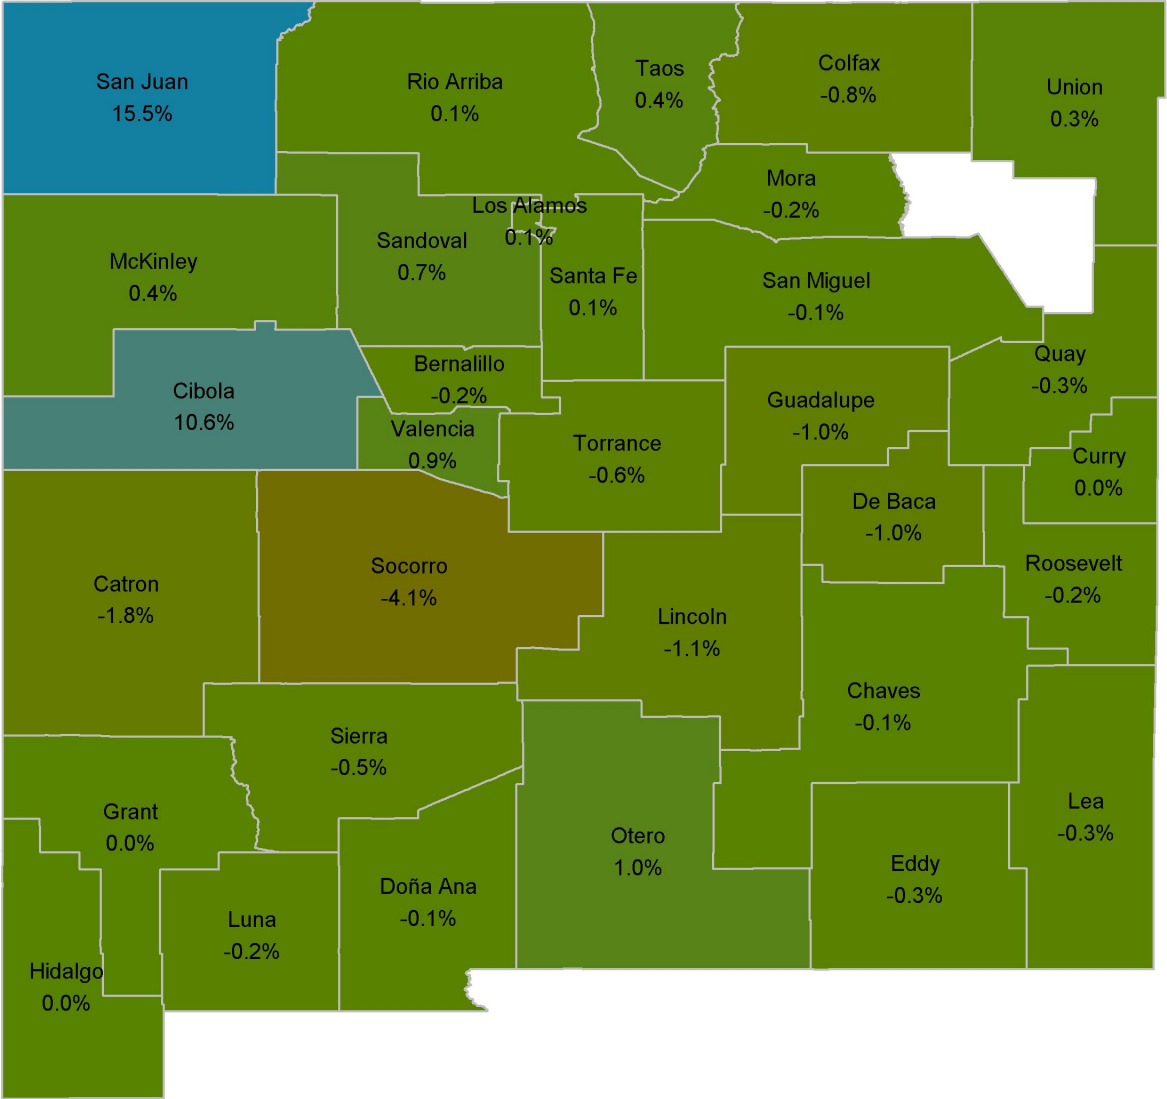 San Juan
15.5%
Rio Arriba
0.1%
Taos
0.4%
Colfax
-0.8%
Union
0.3%
Mora
-0.2%
Los Alamos
0.1%
McKinley
0.4%
Sandoval
0.7%
Santa Fe
0.1%
San Miguel
-0.1%
Quay
-0.3%
Bernalillo
-0.2%
Cibola
10.6%
Guadalupe
-1.0%
Valencia
0.9%
Torrance
-0.6%
Curry
0.0%
De Baca
-1.0%
Roosevelt
-0.2%
Catron
-1.8%
Socorro
-4.1%
Lincoln
-1.1%
Chaves
-0.1%
Sierra
-0.5%
Grant
0.0%
Lea
-0.3%
Otero
1.0%
Eddy
-0.3%
Doña Ana
-0.1%
Luna
-0.2%
Hidalgo
0.0%